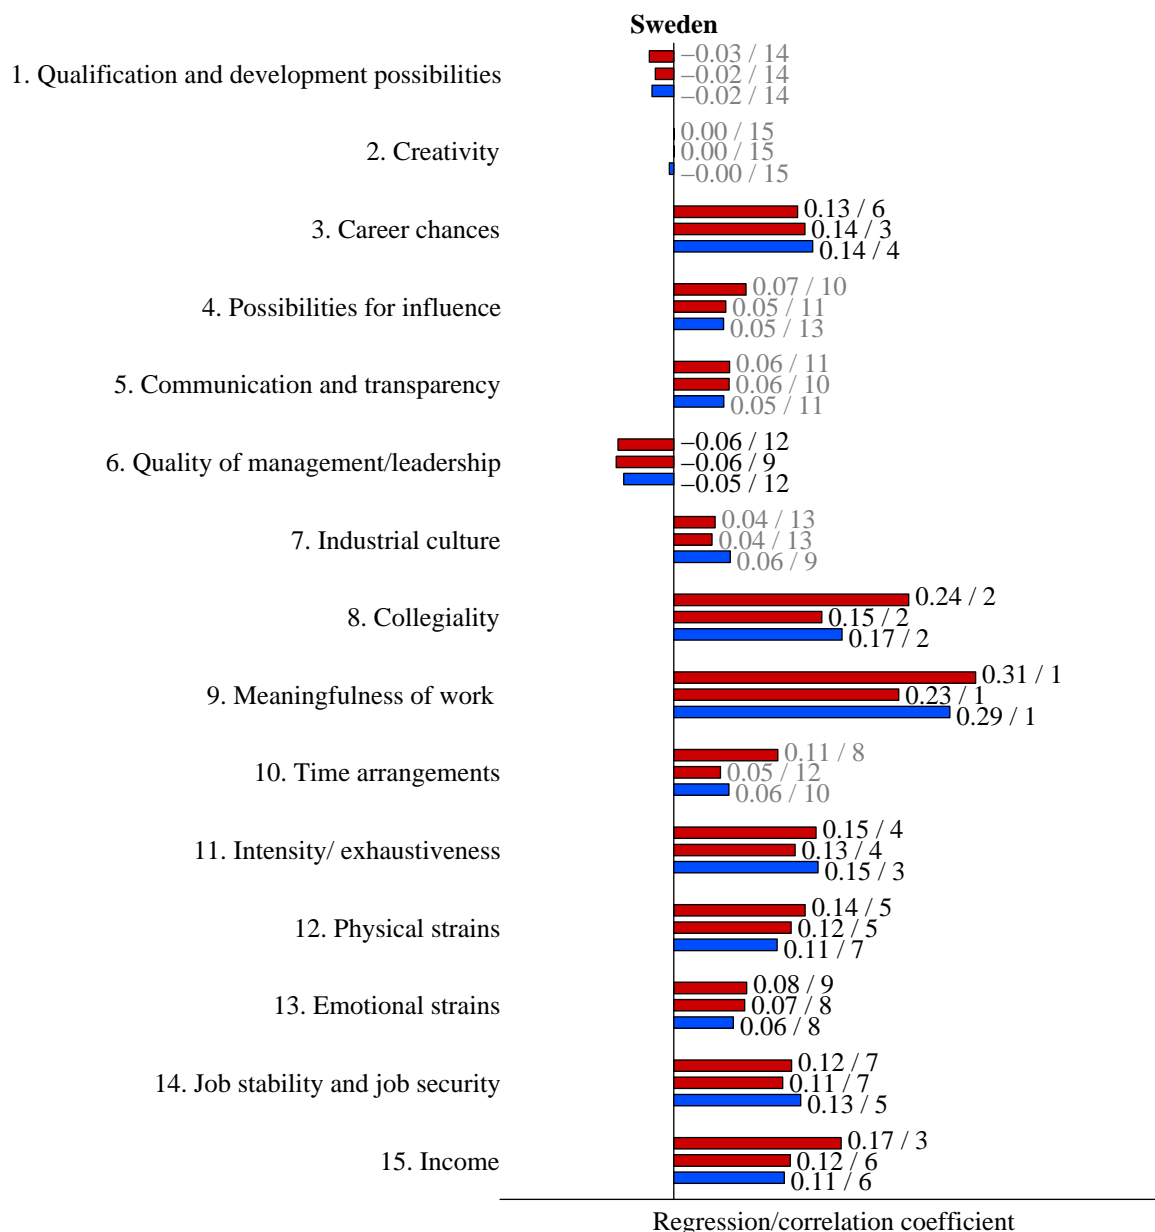 Sweden
1. Qualification and development possibilities
–0.03 / 14
–0.02 / 14
–0.02 / 14
2. Creativity
0.00 / 15
0.00 / 15
–0.00 / 15
3. Career chances
0.13 / 6
0.14 / 3
0.14 / 4
4. Possibilities for influence
0.07 / 10
0.05 / 11
0.05 / 13
5. Communication and transparency
0.06 / 11
0.06 / 10
0.05 / 11
6. Quality of management/leadership
–0.06 / 12
–0.06 / 9
–0.05 / 12
7. Industrial culture
0.04 / 13
0.04 / 13
0.06 / 9
8. Collegiality
0.24 / 2
0.15 / 2
0.17 / 2
9. Meaningfulness of work
0.31 / 1
0.23 / 1
0.29 / 1
10. Time arrangements
0.11 / 8
0.05 / 12
0.06 / 10
11. Intensity/ exhaustiveness
0.15 / 4
0.13 / 4
0.15 / 3
12. Physical strains
0.14 / 5
0.12 / 5
0.11 / 7
13. Emotional strains
0.08 / 9
0.07 / 8
0.06 / 8
14. Job stability and job security
0.12 / 7
0.11 / 7
0.13 / 5
15. Income
0.17 / 3
0.12 / 6
0.11 / 6
Regression/correlation coefficient